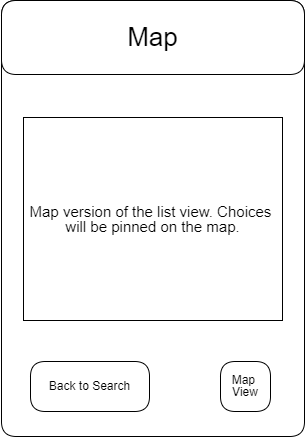 Map
Map version of the list view. Choices
will be pinned on the map.
Back to Search
Map
View